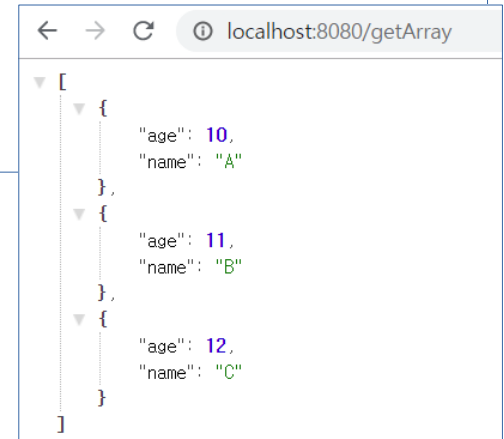 localhost:8080/getArray
[
{
"age": 10,
"name": "A"
},
{
"age": 11,
"name": "B"
},
{
"age": 12,
"name": "C"
}
]